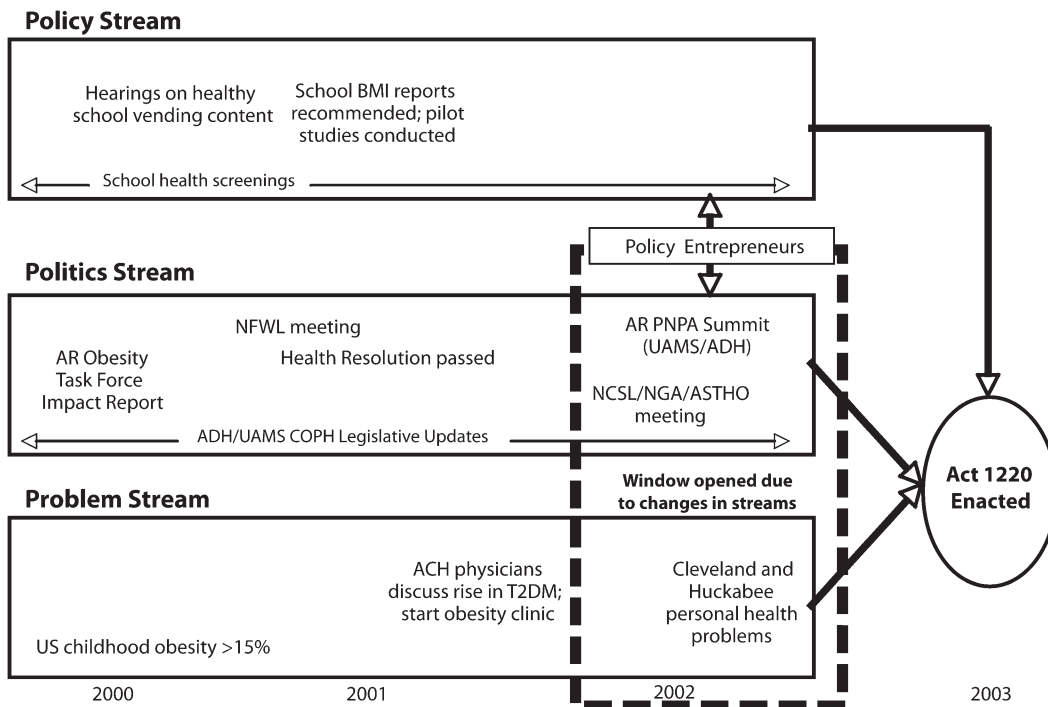 Policy Stream
Hearings on healthy
school vending content
School BMI reports
recommended; pilot
studies conducted
School health screenings
Policy Entrepreneurs
Politics Stream
NFWL meeting
AR Obesity
Task Force
Impact Report
Health Resolution passed
AR PNPA Summit
(UAMS/ADH)
NCSL/NGA/ASTHO
meeting
ADH/UAMS COPH Legislative Updates
Window opened due
to changes in streams
Problem Stream
ACH physicians
discuss rise in T2DM;
start obesity clinic
Cleveland and
Huckabee
personal health
problems
US childhood obesity >15%
Act 1220
Enacted
2000
2001
2002
2003